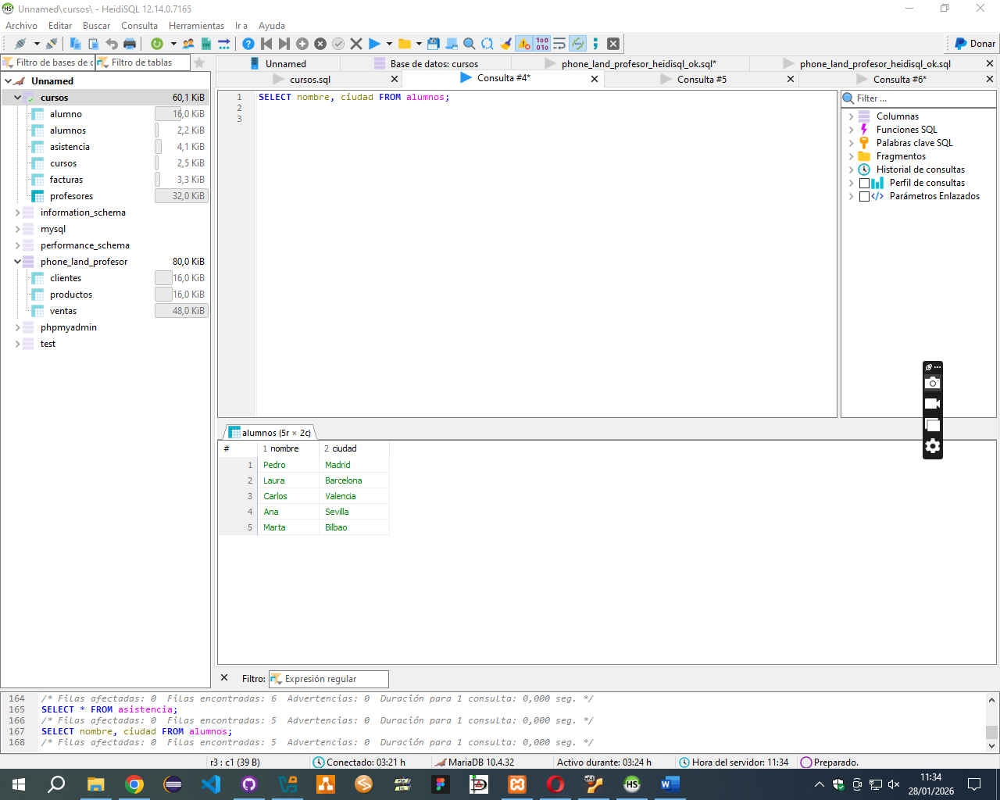 Unnamed\cursos\ - HeidiSQL 12.14.0.7165
Archivo Editar Buscar Consulta Herramientas Ir a Ayuda
Donar
Filtro de bases de c Filtro de tablas
Unnamed Base de datos: cursos phone_land_profesor_heidisql_ok.sql* phone_land_profesor_heidisql_ok.sql
cursos.sql Consulta #4* Consulta #5 Consulta #6*
Unnamed
cursos 60,1 KiB
alumno 16,0 KiB
alumnos 2,2 KiB
asistencia 4,1 KiB
cursos 2,5 KiB
facturas 3,3 KiB
profesores 32,0 KiB
information_schema
mysql
performance_schema
phone_land_profesor 80,0 KiB
clientes 16,0 KiB
productos 16,0 KiB
ventas 48,0 KiB
phpmyadmin
test
1 SELECT nombre, ciudad FROM alumnos;
2
3
Filter ...
Columnas
Funciones SQL
Palabras clave SQL
Fragmentos
Historial de consultas
Perfil de consultas
Parámetros Enlazados
alumnos (5r × 2c)
# 1 nombre 2 ciudad
1 Pedro Madrid
2 Laura Barcelona
3 Carlos Valencia
4 Ana Sevilla
5 Marta Bilbao
Filtro: Expresión regular
164 /* Filas afectadas: 0 Filas encontradas: 6 Advertencias: 0 Duración para 1 consulta: 0,000 seg. */
165 SELECT * FROM asistencia;
166 /* Filas afectadas: 0 Filas encontradas: 5 Advertencias: 0 Duración para 1 consulta: 0,000 seg. */
167 SELECT nombre, ciudad FROM alumnos;
168 /* Filas afectadas: 0 Filas encontradas: 5 Advertencias: 0 Duración para 1 consulta: 0,000 seg. */
r3 : c1 (39 B) Conectado: 03:21 h MariaDB 10.4.32 Activo durante: 03:24 h Hora del servidor: 11:34 Preparado.
11:34
28/01/2026